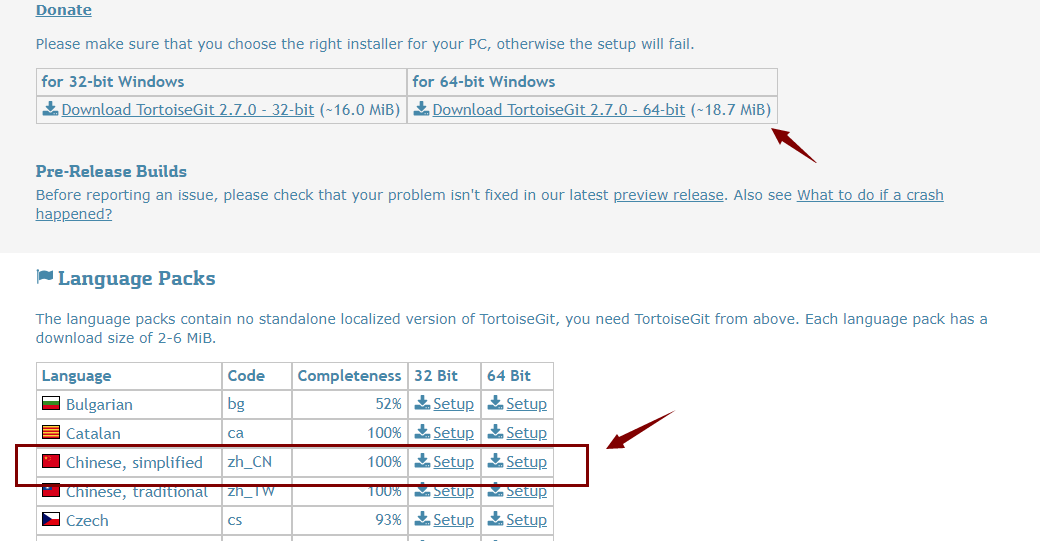 Donate
Please make sure that you choose the right installer for your PC, otherwise the setup will fail.
for 32-bit Windows for 64-bit Windows
Download TortoiseGit 2.7.0 - 32-bit (~16.0 MiB) Download TortoiseGit 2.7.0 - 64-bit (~18.7 MiB)
Pre-Release Builds
Before reporting an issue, please check that your problem isn't fixed in our latest preview release. Also see What to do if a crash
happened?
Language Packs
The language packs contain no standalone localized version of TortoiseGit, you need TortoiseGit from above. Each language pack has a
download size of 2-6 MiB.
Language Code Completeness 32 Bit 64 Bit
Bulgarian bg 52% Setup Setup
Catalan ca 100% Setup Setup
Chinese, simplified zh_CN 100% Setup Setup
Chinese, traditional zh_TW 100% Setup Setup
Czech cs 93% Setup Setup